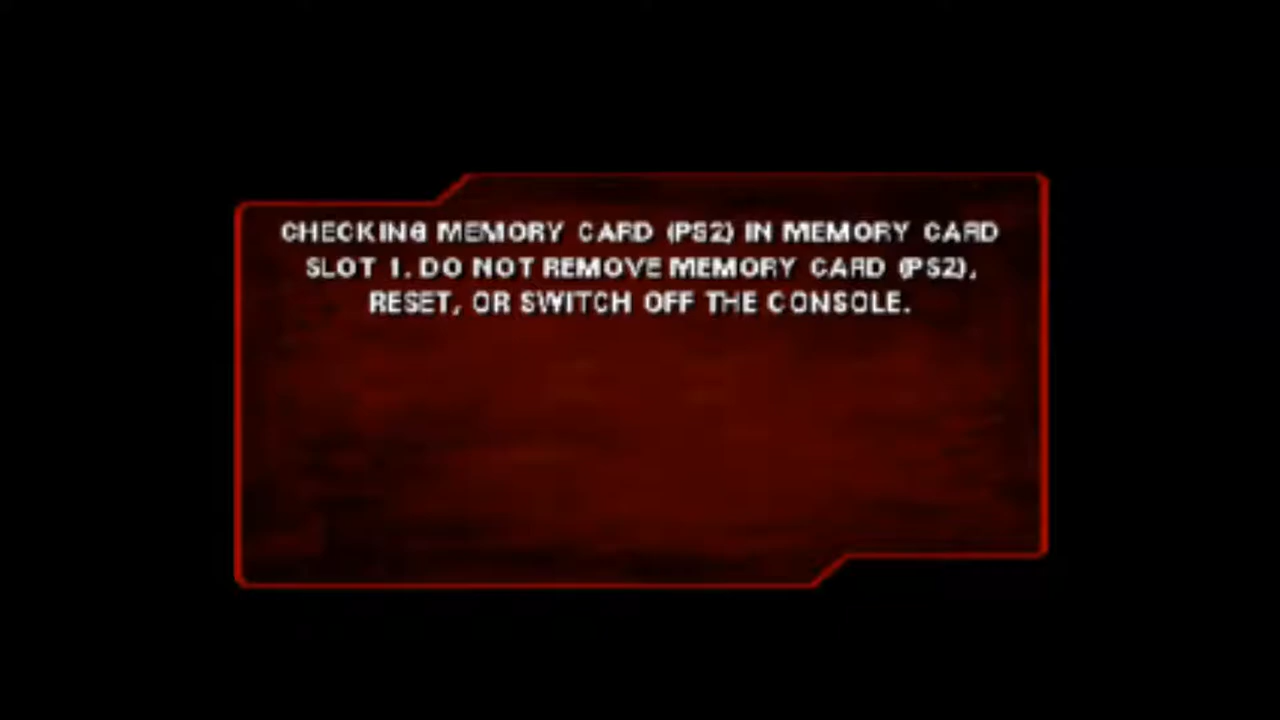 CHECKING MEMORY CARD (PS2) IN MEMORY CARD
SLOT 1. DO NOT REMOVE MEMORY CARD (PS2),
RESET, OR SWITCH OFF THE CONSOLE.